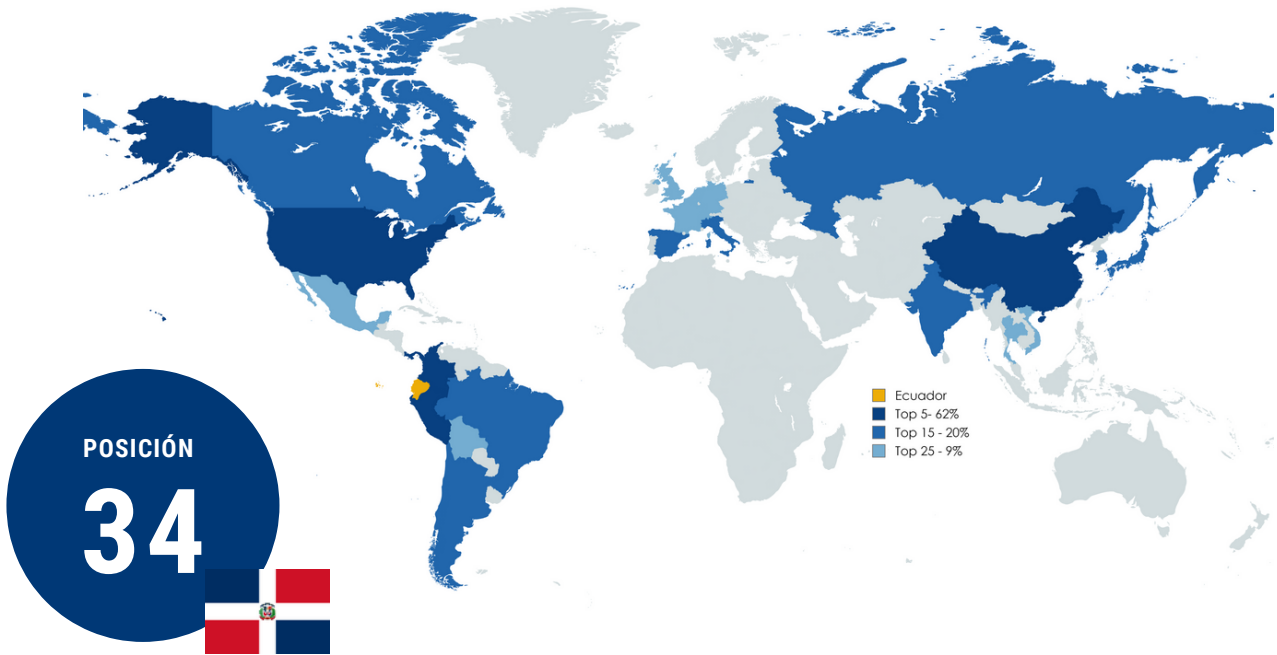 Ecuador
Top 5- 62%
Top 15 - 20%
Top 25 - 9%
POSICIÓN
34